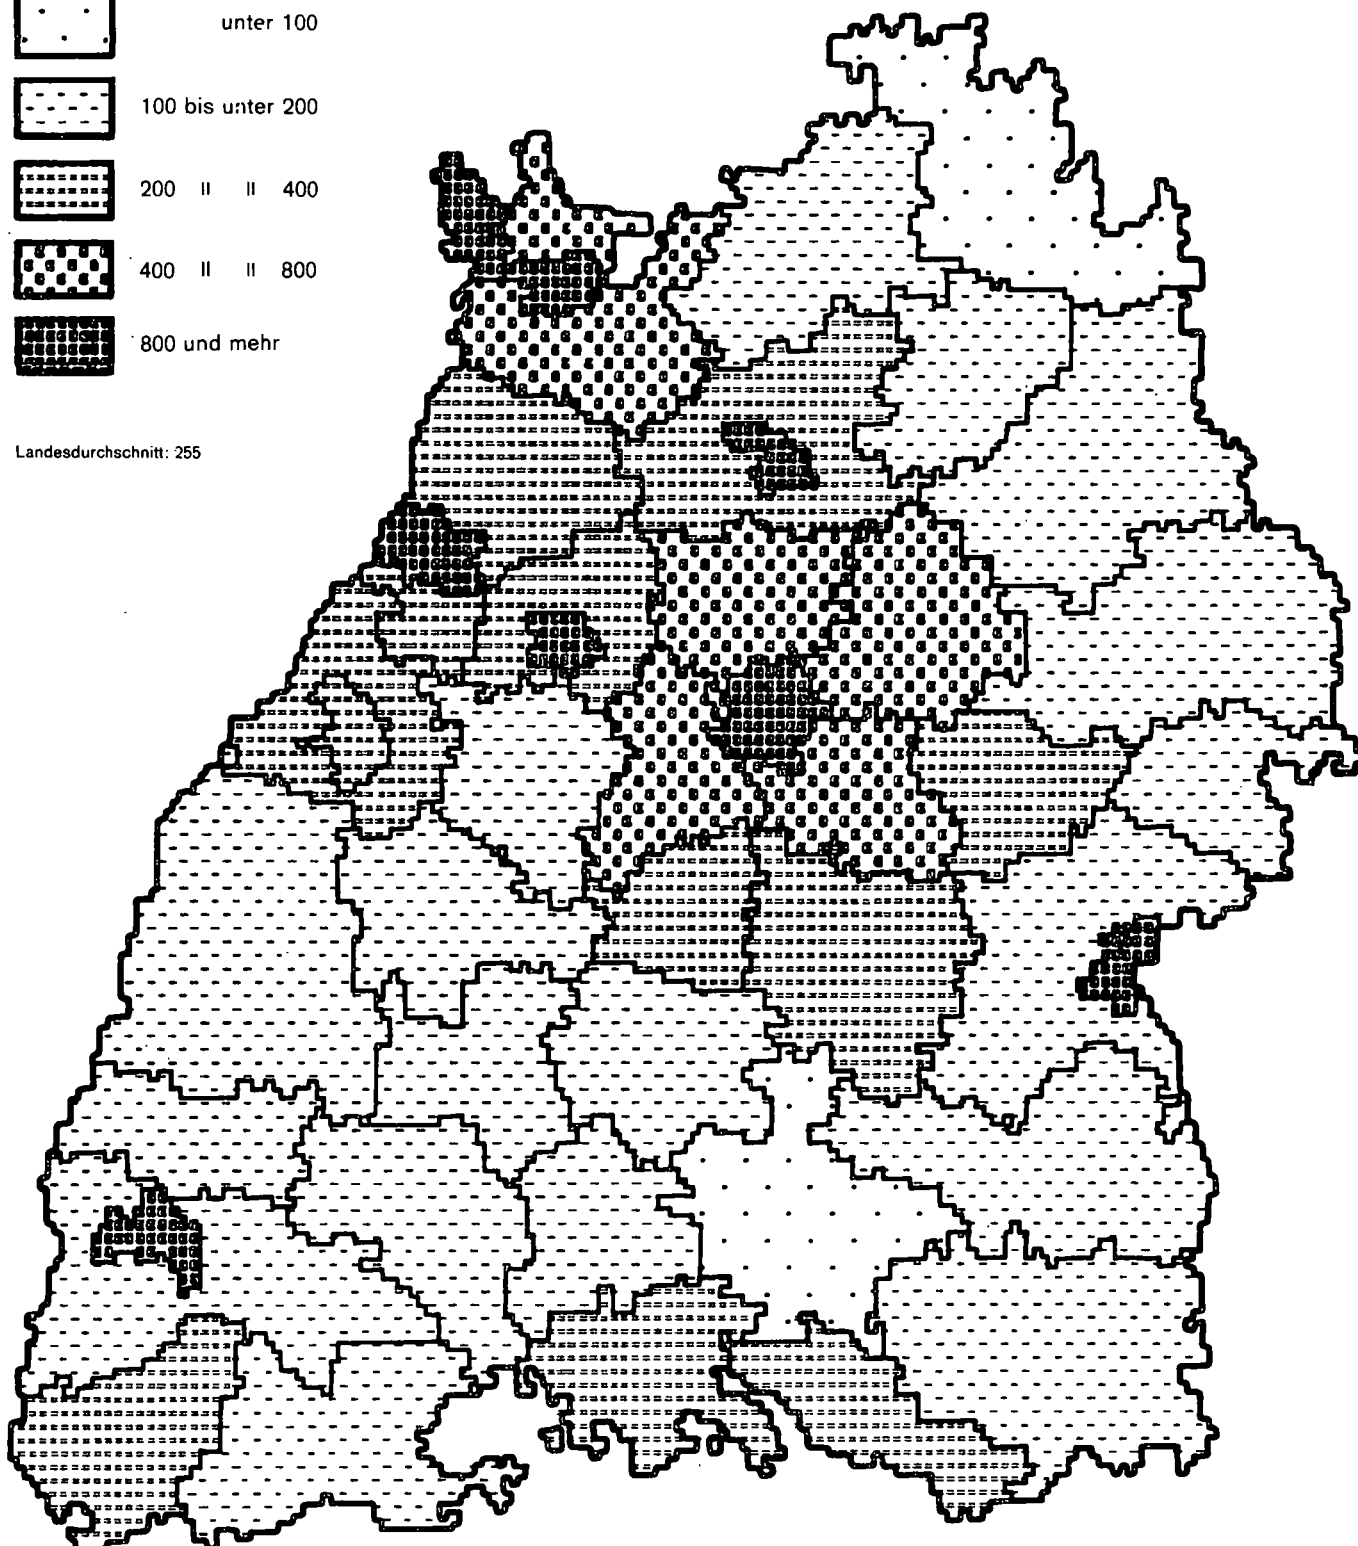 unter 100
100 bis unter 200
200 " " 400
400 " " 800
800 und mehr
Landesdurchschnitt: 255